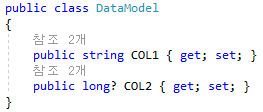 public class DataModel
{
참조 2개
public string COL1 { get; set; }
참조 2개
public long? COL2 { get; set; }
}